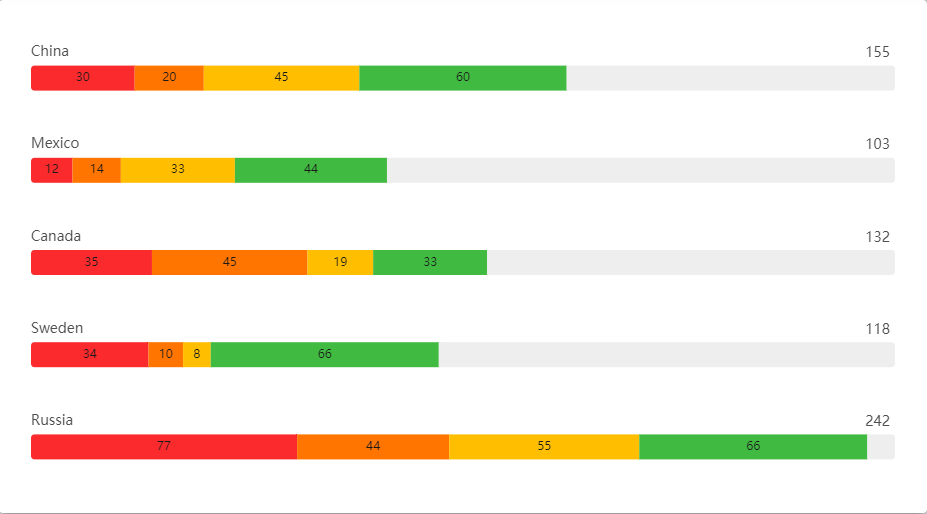 China 155
30 20 45 60
Mexico 103
12 14 33 44
Canada 132
35 45 19 33
Sweden 118
34 10 8 66
Russia 242
77 44 55 66